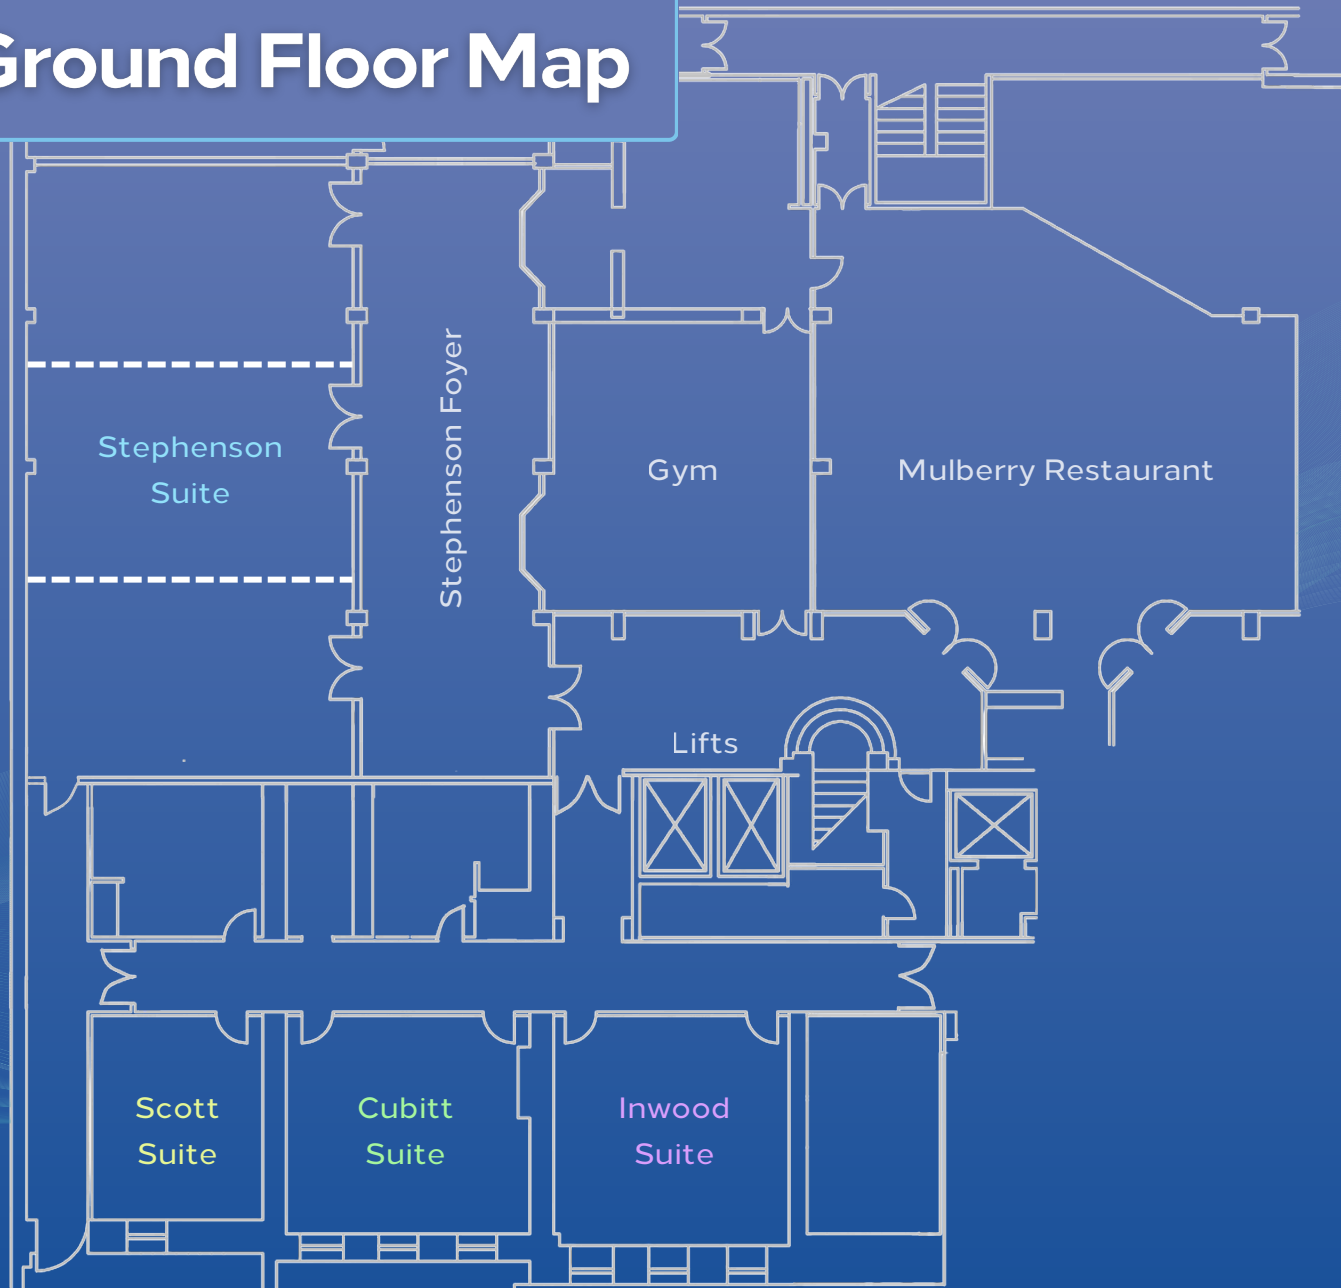 Ground Floor Map
Stephenson
Suite
Stephenson Foyer
Gym
Mulberry Restaurant
Lifts
Scott
Suite
Cubitt
Suite
Inwood
Suite